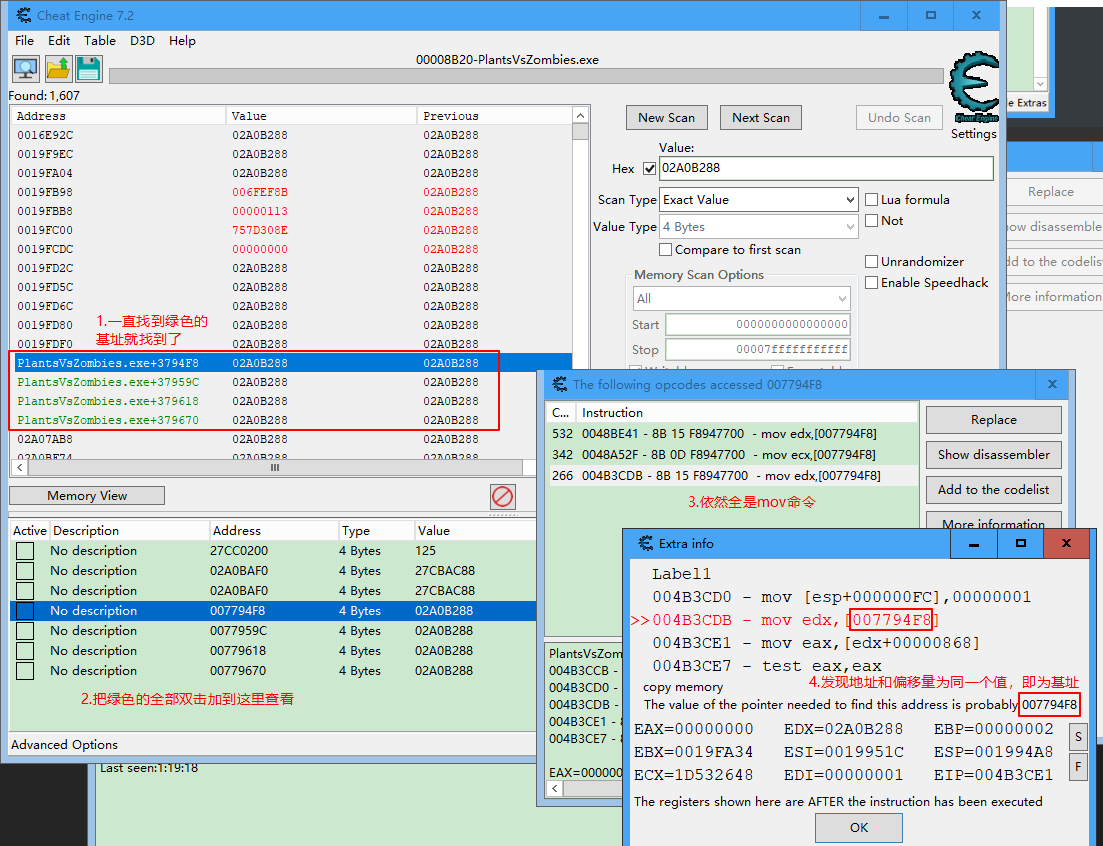 Cheat Engine 7.2
File Edit Table D3D Help
00008B20-PlantsVsZombies.exe
Found:1,607
Address Value Previous
0016E92C 02A0B288 02A0B288
0019F9EC 02A0B288 02A0B288
0019FA04 02A0B288 02A0B288
0019FB98 006FEF8B 02A0B288
0019FBB8 00000113 02A0B288
0019FC00 757D308E 02A0B288
0019FCDC 00000000 02A0B288
0019FD2C 02A0B288 02A0B288
0019FD5C 02A0B288 02A0B288
0019FD6C 02A0B288 02A0B288
0019FD80 02A0B288 02A0B288
0019FDF0 02A0B288 02A0B288
1.一直找到绿色的
基址就找到了
PlantsVsZombies.exe+3794F8 02A0B288 02A0B288
PlantsVsZombies.exe+37959C 02A0B288 02A0B288
PlantsVsZombies.exe+379618 02A0B288 02A0B288
PlantsVsZombies.exe+379670 02A0B288 02A0B288
02A07AB8 02A0B288 02A0B288
02A0BE74 02A0B288 02A0B288
New Scan Next Scan Undo Scan
Cheat Engine
Settings
Value:
Hex 02A0B288
Scan Type Exact Value
Value Type 4 Bytes
Compare to first scan
Lua formula
Not
Unrandomizer
Enable Speedhack
Memory Scan Options
All
Start 0000000000000000
Stop 00007fffffffffff
Memory View
Active Description Address Type Value
No description 27CC0200 4 Bytes 125
No description 02A0BAF0 4 Bytes 27CBAC88
No description 02A0BAF0 4 Bytes 27CBAC88
No description 007794F8 4 Bytes 02A0B288
No description 0077959C 4 Bytes 02A0B288
No description 00779618 4 Bytes 02A0B288
No description 00779670 4 Bytes 02A0B288
2.把绿色的全部双击加到这里查看
Advanced Options
Last seen:1:19:18
e Extras
Replace
how disassemble
dd to the codelis
More information
The following opcodes accessed 007794F8
C... Instruction
532 0048BE41 - 8B 15 F8947700 - mov edx,[007794F8]
342 0048A52F - 8B 0D F8947700 - mov ecx,[007794F8]
266 004B3CDB - 8B 15 F8947700 - mov edx,[007794F8]
3.依然全是mov命令
Replace
Show disassembler
Add to the codelist
More information
PlantsVsZom
004B3CCB -
004B3CD0 -
004B3CDB - 8
004B3CE1 - 8
004B3CE7 - 8
EAX=000000
Extra info
Label1
004B3CD0 - mov [esp+000000FC],00000001
>>004B3CDB - mov edx,[007794F8]
004B3CE1 - mov eax,[edx+00000868]
004B3CE7 - test eax,eax
copy memory
4.发现地址和偏移量为同一个值，即为基址
The value of the pointer needed to find this address is probably 007794F8
EAX=00000000 EDX=02A0B288 EBP=00000002
EBX=0019FA34 ESI=0019951C ESP=001994A8
ECX=1D532648 EDI=00000001 EIP=004B3CE1
S
F
The registers shown here are AFTER the instruction has been executed
OK